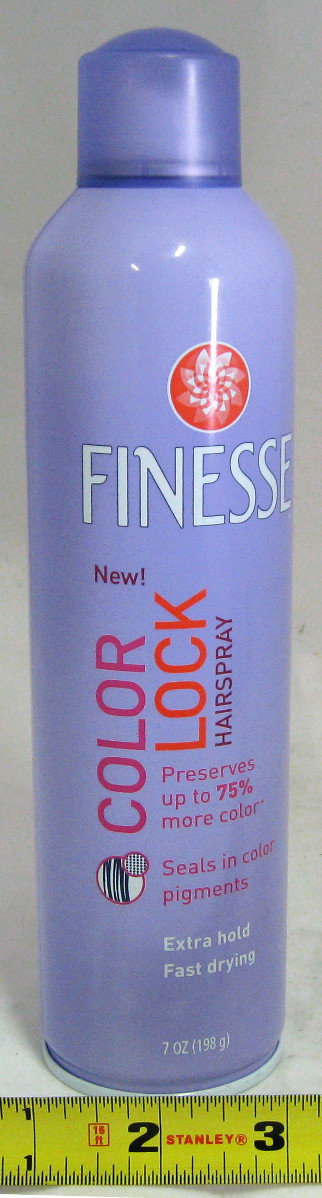 FINESSE
New!
COLOR
LOCK
HAIRSPRAY
Preserves
up to 75%
more color*
Seals in color
pigments
Extra hold
Fast drying
7 OZ (198 g)
1 16 ft 2 STANLEY® 3
1